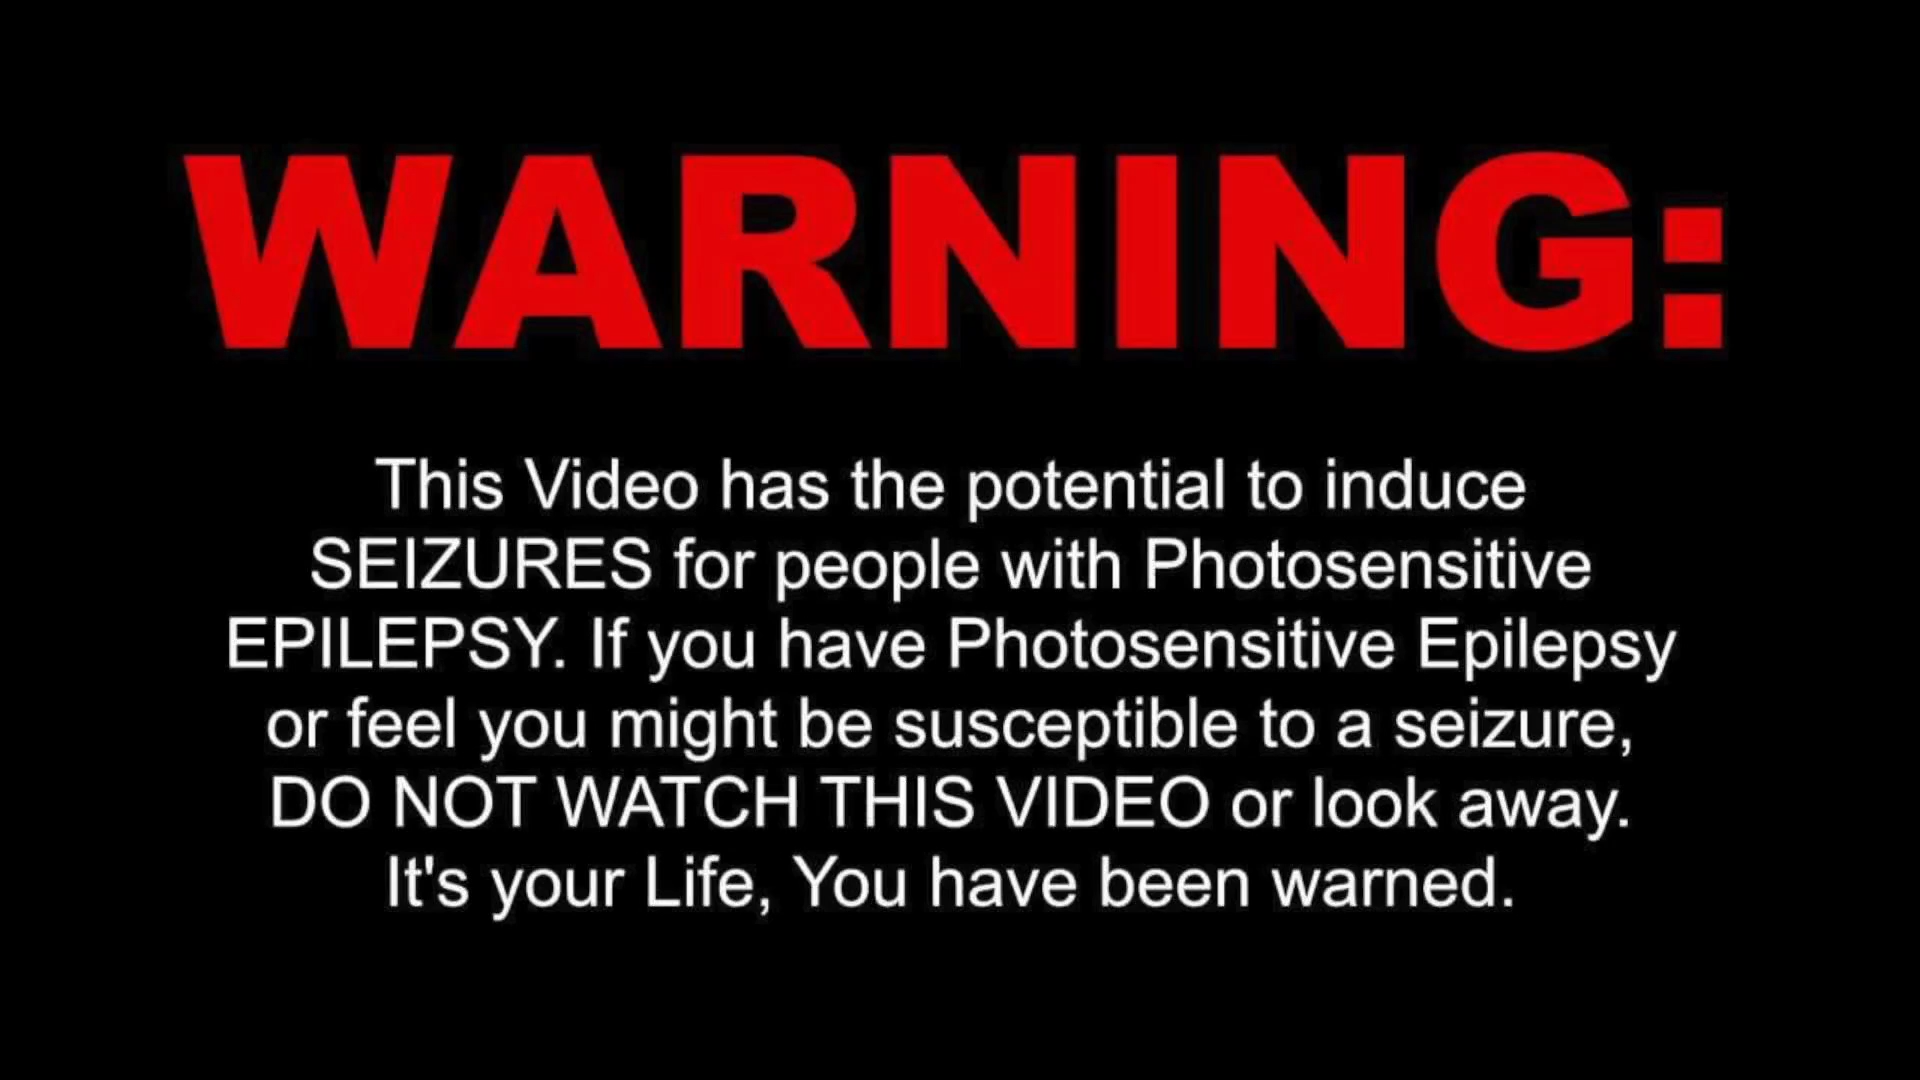 WARNING:
This Video has the potential to induce
SEIZURES for people with Photosensitive
EPILEPSY. If you have Photosensitive Epilepsy
or feel you might be susceptible to a seizure,
DO NOT WATCH THIS VIDEO or look away.
It's your Life, You have been warned.